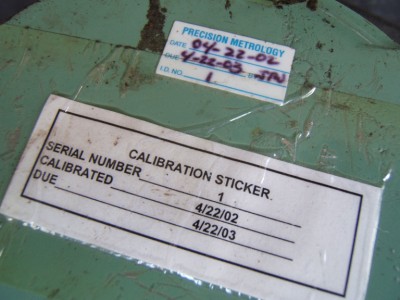 PRECISION METROLOGY
DATE 04-22-02
DUE 4-22-03 BY
I.D. NO. 1
CALIBRATION STICKER
SERIAL NUMBER 1
CALIBRATED 4/22/02
DUE 4/22/03